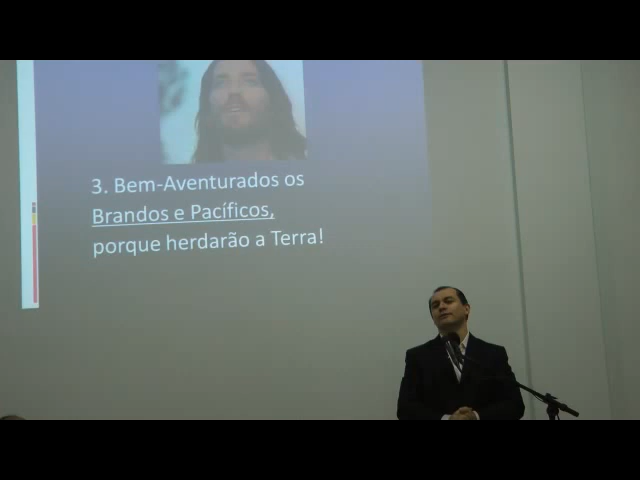 3. Bem-Aventurados os
Brandos e Pacíficos,
porque herdarão a Terra!